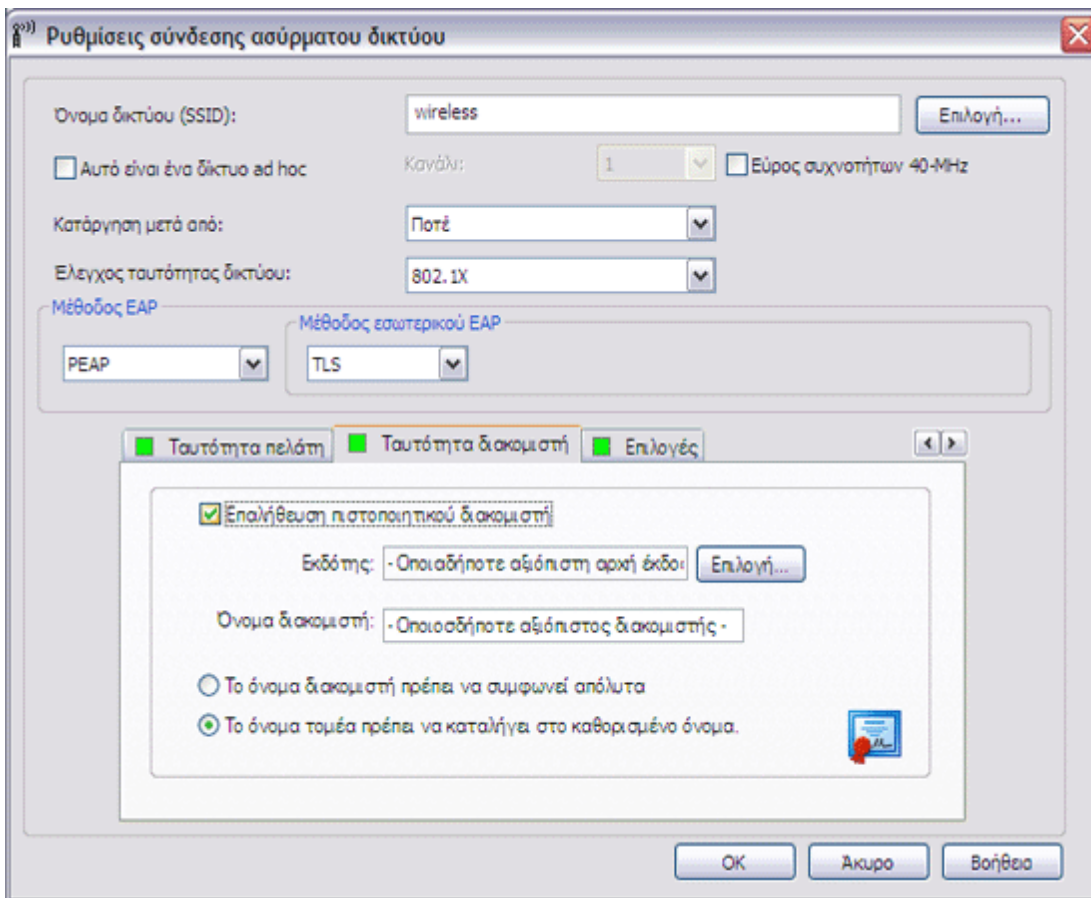 Ρυθμίσεις σύνδεσης ασύρματου δικτύου
Όνομα δικτύου (SSID): wireless Επιλογή...
Αυτό είναι ένα δίκτυο ad hoc Κανάλι: 1 Εύρος συχνοτήτων 40-MHz
Κατάργηση μετά από: Ποτέ
Έλεγχος ταυτότητας δικτύου: 802.1X
Μέθοδος EAP
Μέθοδος εσωτερικού EAP
PEAP TLS
Ταυτότητα πελάτη Ταυτότητα διακομιστή Επιλογές
Επαλήθευση πιστοποιητικού διακομιστή
Εκδότης: - Οποιαδήποτε αξιόπιστη αρχή έκδο Επιλογή...
Όνομα διακομιστή: - Οποιοσδήποτε αξιόπιστος διακομιστής -
Το όνομα διακομιστή πρέπει να συμφωνεί απόλυτα
Το όνομα τομέα πρέπει να καταλήγει στο καθορισμένο όνομα.
OK Άκυρο Βοήθεια